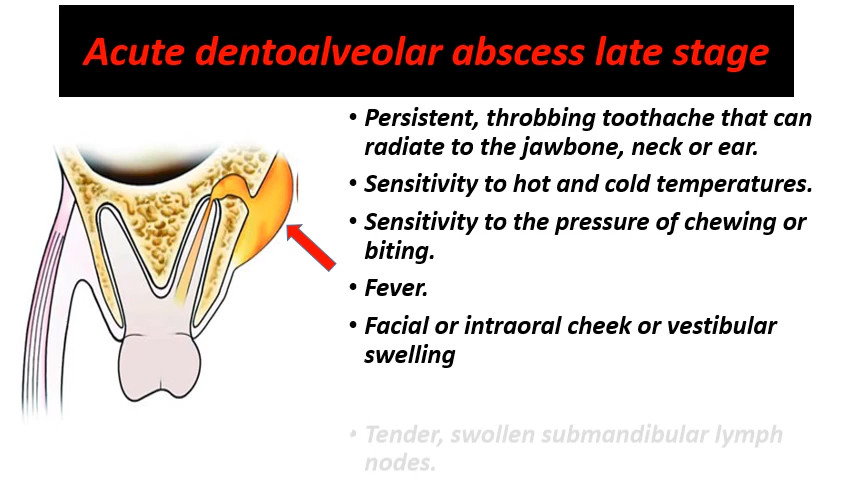 Acute dentoalveolar abscess late stage
• Persistent, throbbing toothache that can
radiate to the jawbone, neck or ear.
• Sensitivity to hot and cold temperatures.
• Sensitivity to the pressure of chewing or
biting.
• Fever.
• Facial or intraoral cheek or vestibular
swelling
• Tender, swollen submandibular lymph
nodes.